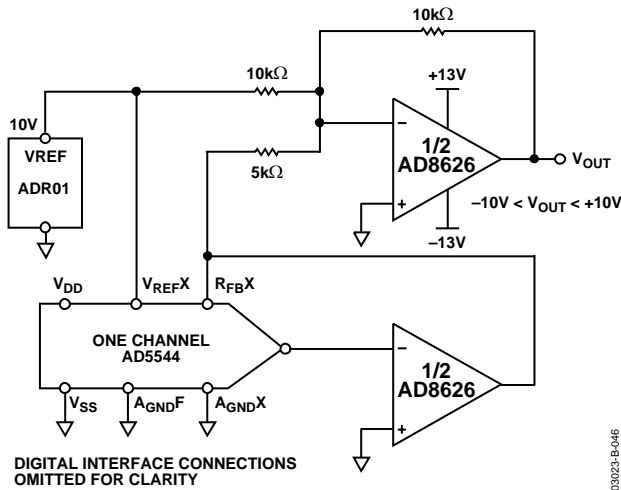 10kΩ
10kΩ
+13V
10V
VREF
ADR01
5kΩ
−
+
1/2
AD8626
VOUT
−10V < VOUT < +10V
−13V
VDD
VREFX
RFBX
ONE CHANNEL
AD5544
VSS
AGNDF
AGNDX
−
+
1/2
AD8626
DIGITAL INTERFACE CONNECTIONS
OMITTED FOR CLARITY
03023-B-046